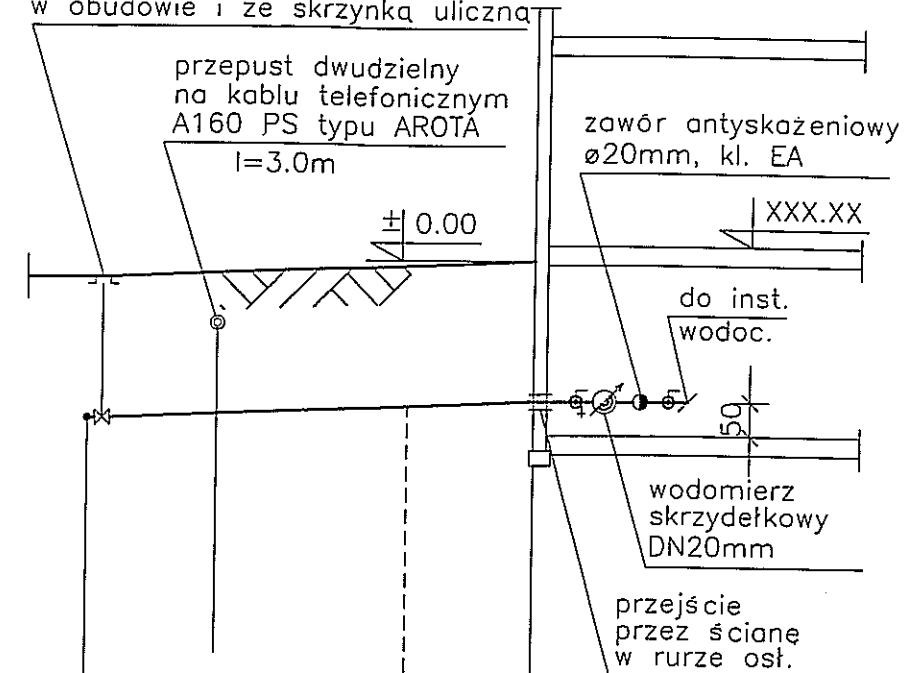 w obudowie i ze skrzynką uliczną
przepust dwudzielny
na kablu telefonicznym
A160 PS typu AROTA
l=3.0m
zawór antyskażeniowy
ø20mm, kl. EA
± 0.00
XXX.XX
do inst.
wodoc.
50
wodomierz
skrzydełkowy
DN20mm
przejście
przez ścianę
w rurze osł.